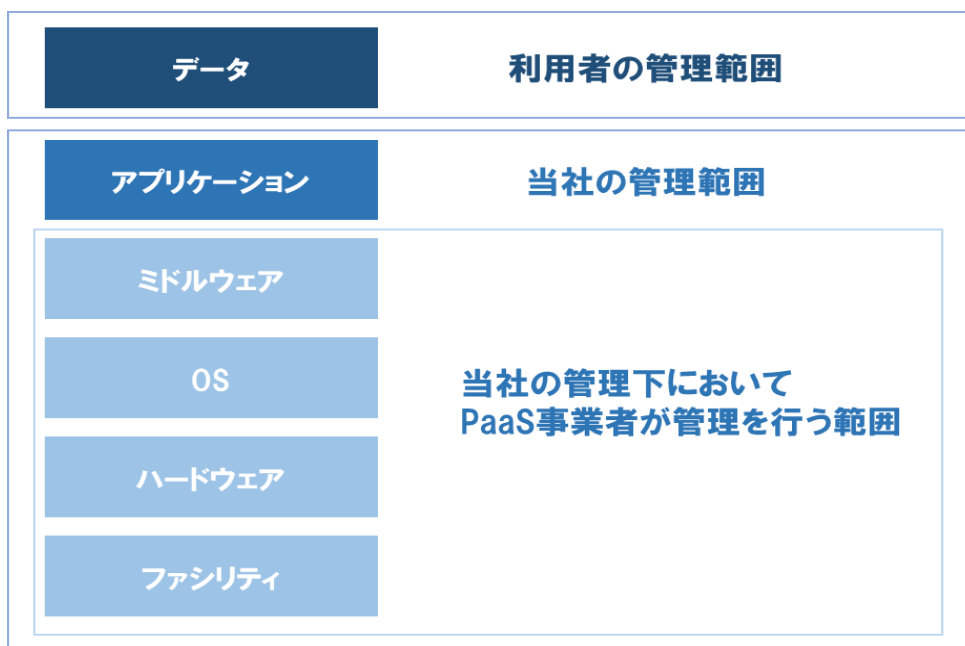 データ
利用者の管理範囲
アプリケーション
当社の管理範囲
ミドルウェア
OS
当社の管理下において
PaaS事業者が管理を行う範囲
ハードウェア
ファシリティ